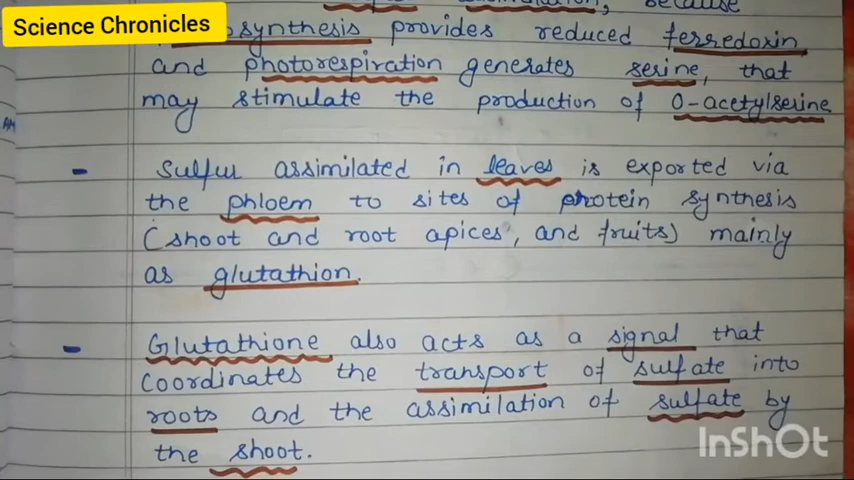 Science Chronicles
because
provides reduced ferredoxin
and photorespiration generates serine, that
may stimulate the production of O-acetylserine
- Sulfur assimilated in leaves is exported via
the phloem to sites of protein synthesis
(shoot and root apices, and fruits) mainly
as glutathion.
- Glutathione also acts as a signal that
coordinates the transport of sulfate into
roots and the assimilation of sulfate by
the shoot.
InShOt